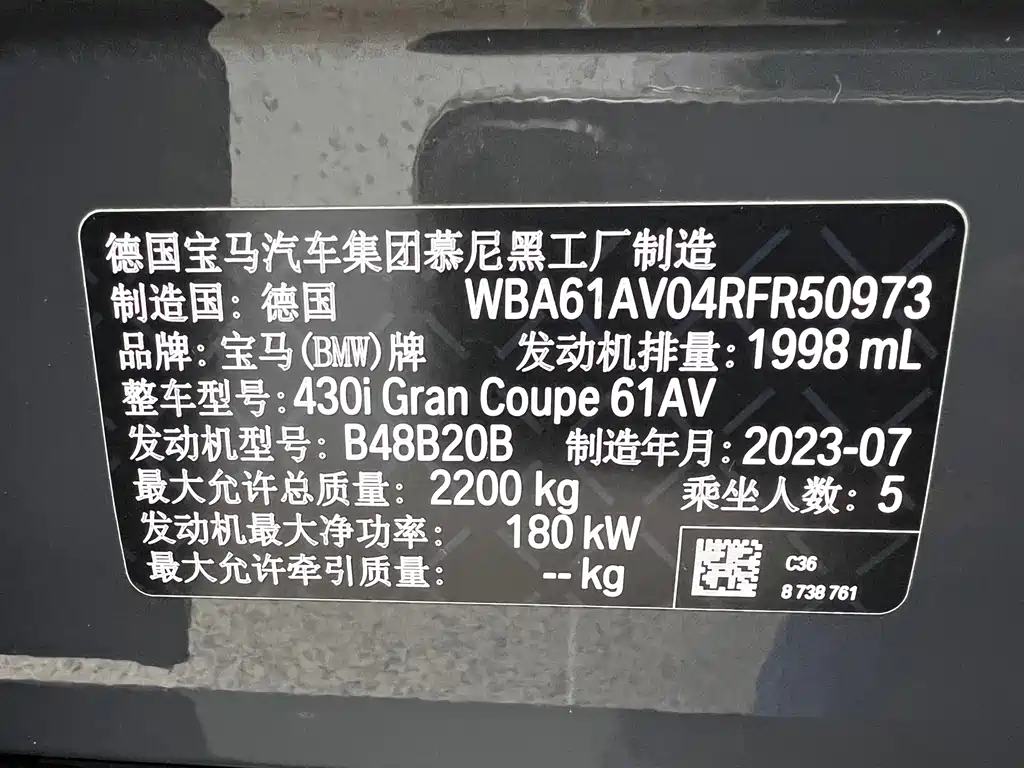 德国宝马汽车集团慕尼黑工厂制造
制造国：德国 WBA61AV04RFR50973
品牌：宝马(BMW)牌 发动机排量：1998 mL
整车型号：430i Gran Coupe 61AV
发动机型号：B48B20B 制造年月：2023-07
最大允许总质量：2200 kg 乘坐人数：5
发动机最大净功率：180 kW
最大允许牵引质量：-- kg
C36
8 738 761